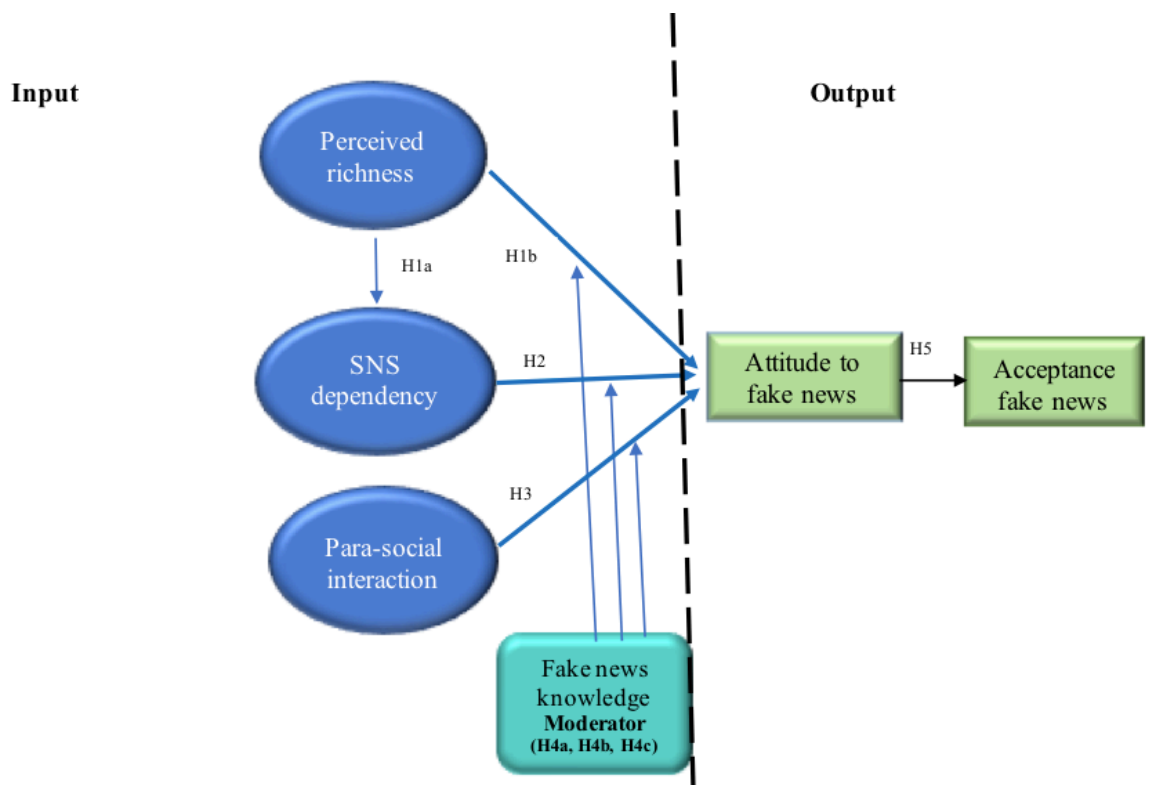 Input
Output
Perceived
richness
H1a
H1b
SNS
dependency
H2
Attitude to
fake news
H5
Acceptance
fake news
H3
Para-social
interaction
Fake news
knowledge
Moderator
(H4a, H4b, H4c)